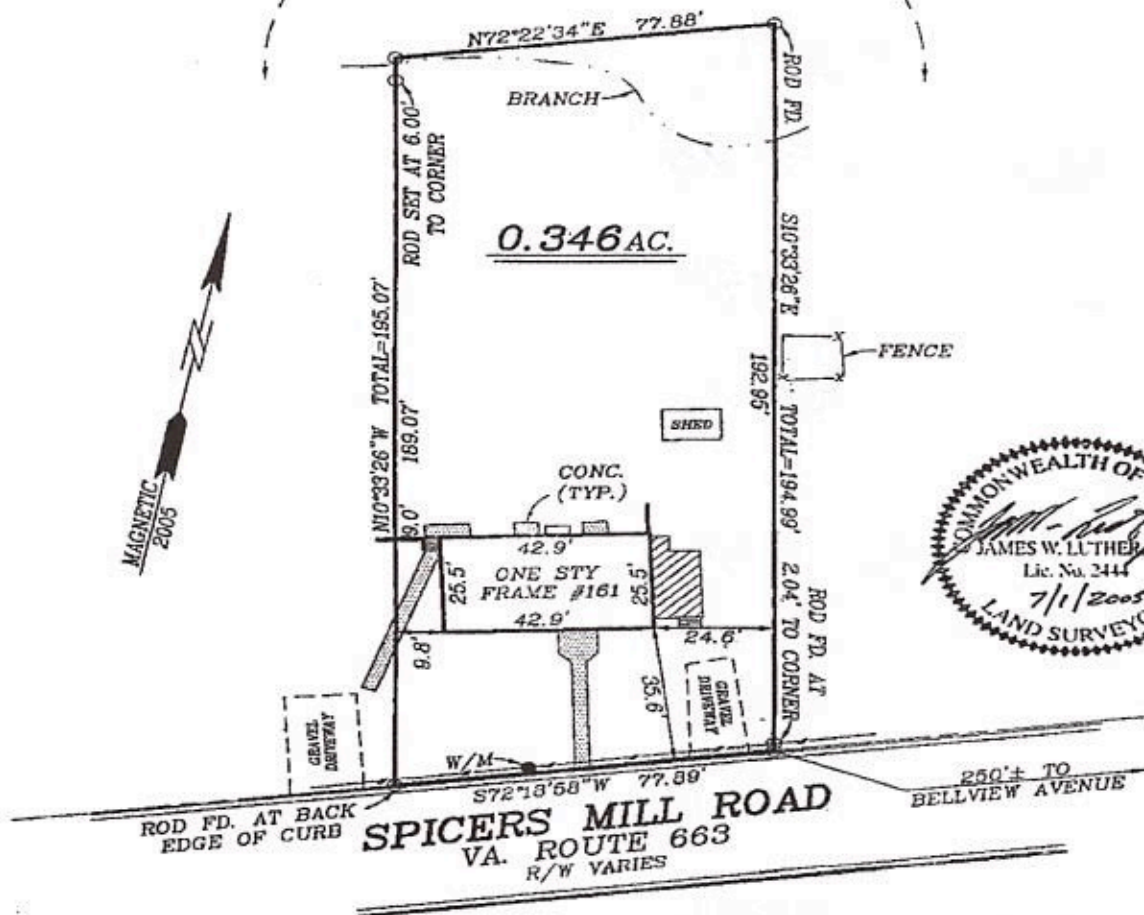 N72°22'34"E 77.88'
ROD FD.
BRANCH
ROD SET AT 6.00'
TO CORNER
0.346 AC.
S10°33'26"E
192.95'
TOTAL=194.99'
N10°33'26"W TOTAL=195.07'
189.07'
FENCE
SHED
MAGNETIC
2005
CONC.
(TYP.)
9.0'
42.9'
25.5'
ONE STY
FRAME #161
25.5'
42.9'
24.6'
9.8'
35.6'
ROD FD. AT
2.04' TO CORNER
GRAVEL
DRIVEWAY
GRAVEL
DRIVEWAY
W/M
S72°18'58"W 77.89'
ROD FD. AT BACK
EDGE OF CURB
SPICERS MILL ROAD
VA. ROUTE 663
R/W VARIES
250'± TO
BELLVIEW AVENUE
COMMONWEALTH OF
JAMES W. LUTHER
Lic. No. 2444
7/1/2005
LAND SURVEYO